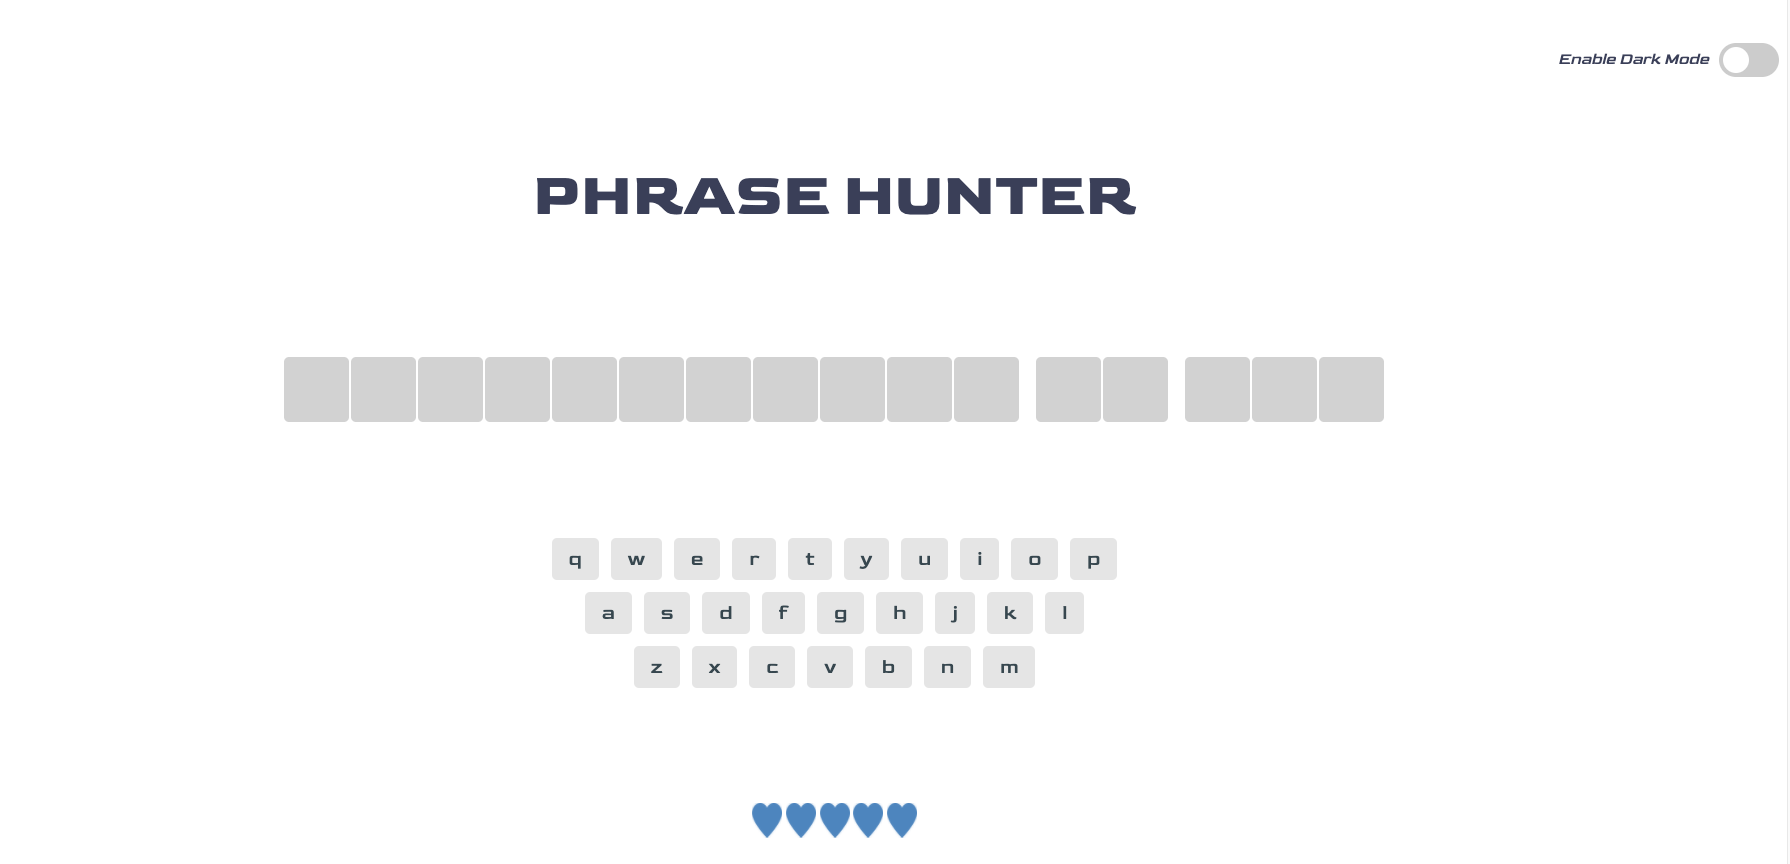 Enable Dark Mode
PHRASE HUNTER
q w e r t y u i o p
a s d f g h j k l
z x c v b n m